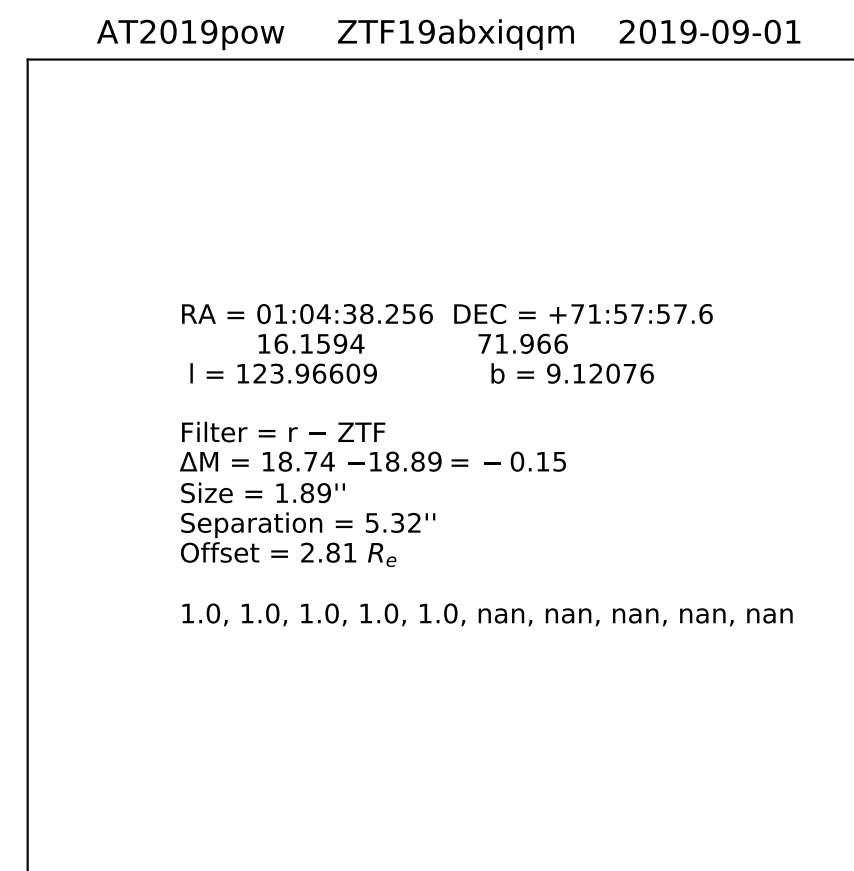 AT2019pow ZTF19abxiqqm 2019-09-01
RA = 01:04:38.256 DEC = +71:57:57.6
16.1594 71.966
l = 123.96609 b = 9.12076
Filter = r − ZTF
ΔM = 18.74 −18.89 = − 0.15
Size = 1.89''
Separation = 5.32''
Offset = 2.81 Rₑ
1.0, 1.0, 1.0, 1.0, 1.0, nan, nan, nan, nan, nan